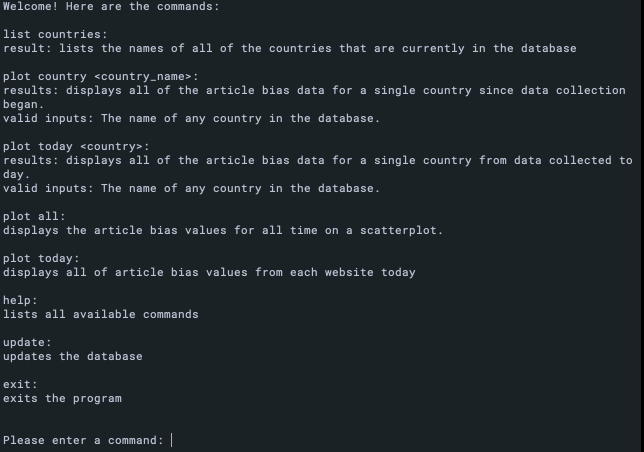 Welcome! Here are the commands:
list countries:
result: lists the names of all of the countries that are currently in the database
plot country <country_name>:
results: displays all of the article bias data for a single country since data collection
began.
valid inputs: The name of any country in the database.
plot today <country>:
results: displays all of the article bias data for a single country from data collected to
day.
valid inputs: The name of any country in the database.
plot all:
displays the article bias values for all time on a scatterplot.
plot today:
displays all of article bias values from each website today
help:
lists all available commands
update:
updates the database
exit:
exits the program
Please enter a command: